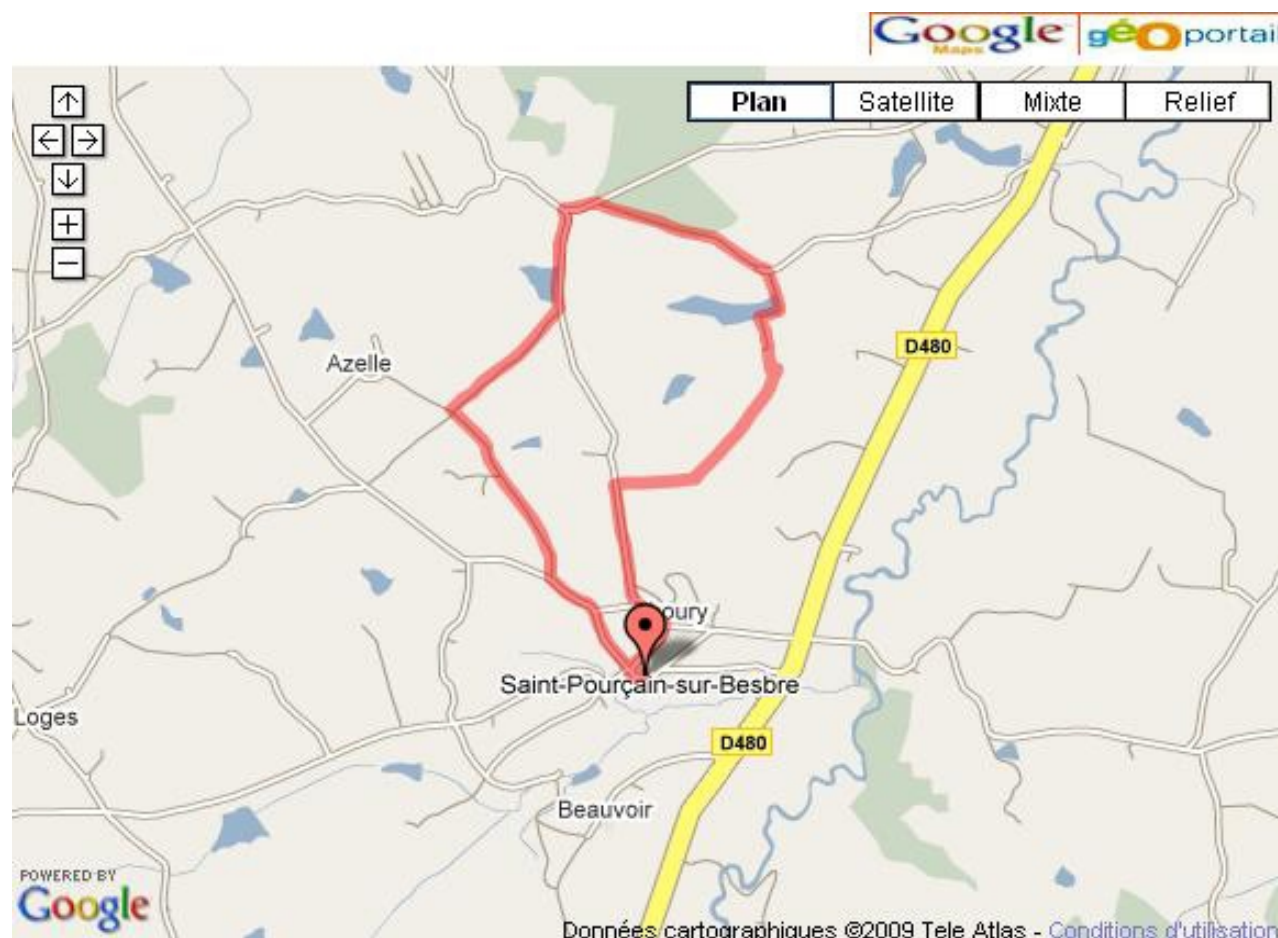 Google
Maps
géoportail
Plan
Satellite
Mixte
Relief
D480
Azelle
oury
Saint-Pourçain-sur-Besbre
Loges
D480
Beauvoir
POWERED BY
Google
Données cartographiques ©2009 Tele Atlas - Conditions d'utilisation